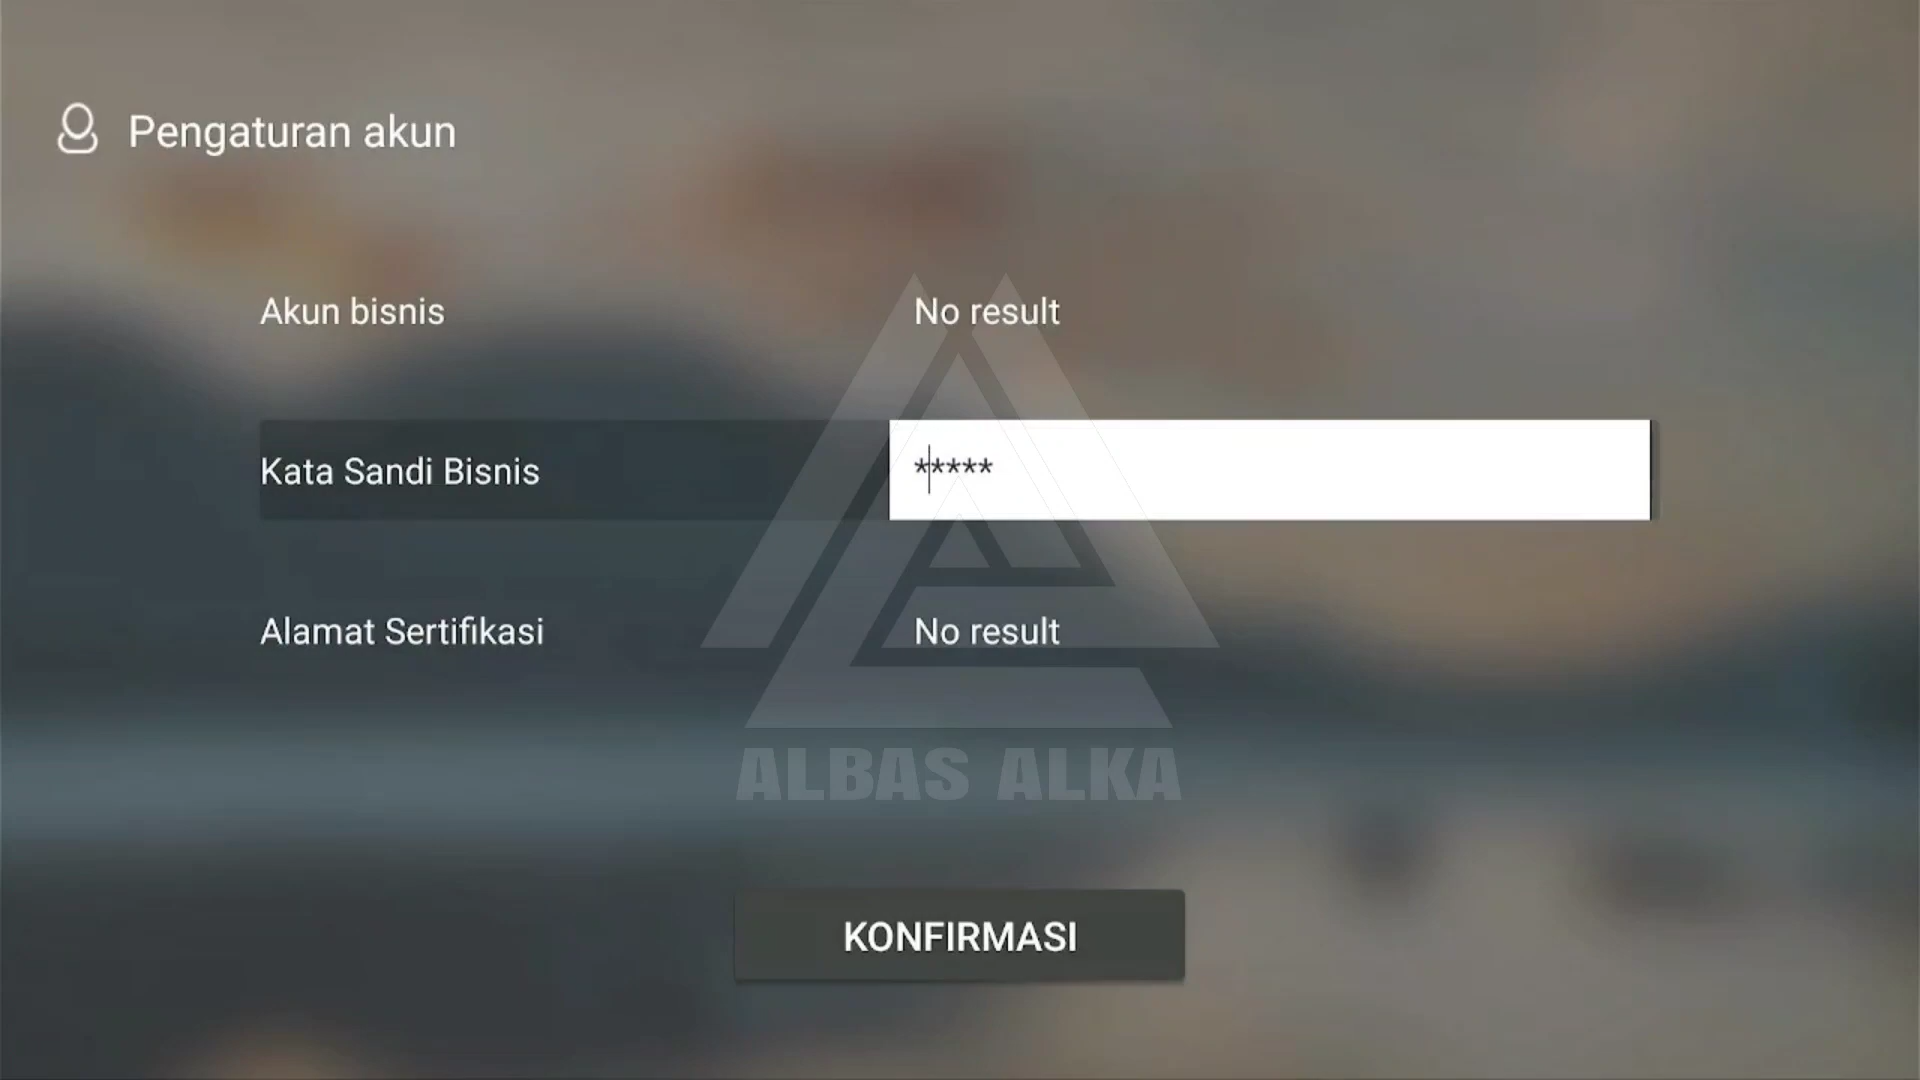 Pengaturan akun
Akun bisnis No result
Kata Sandi Bisnis *****
Alamat Sertifikasi No result
ALBAS ALKA
KONFIRMASI